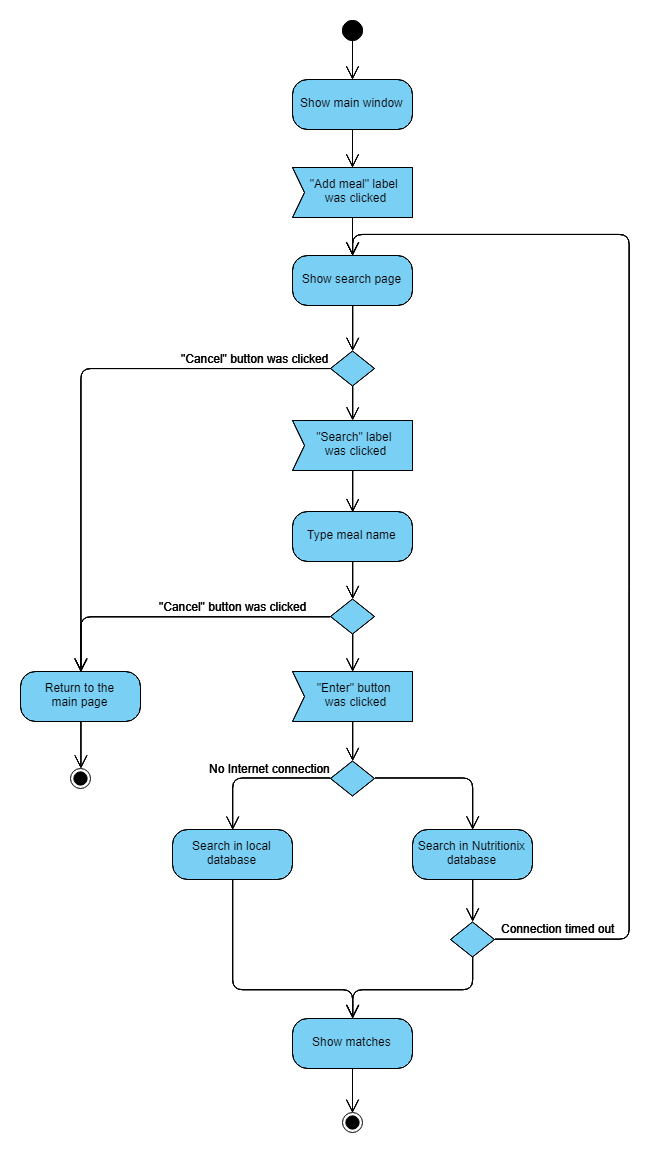 Show main window
"Add meal" label
was clicked
Show search page
"Cancel" button was clicked
"Search" label
was clicked
Type meal name
"Cancel" button was clicked
Return to the
main page
"Enter" button
was clicked
No Internet connection
Search in local
database
Search in Nutritionix
database
Connection timed out
Show matches